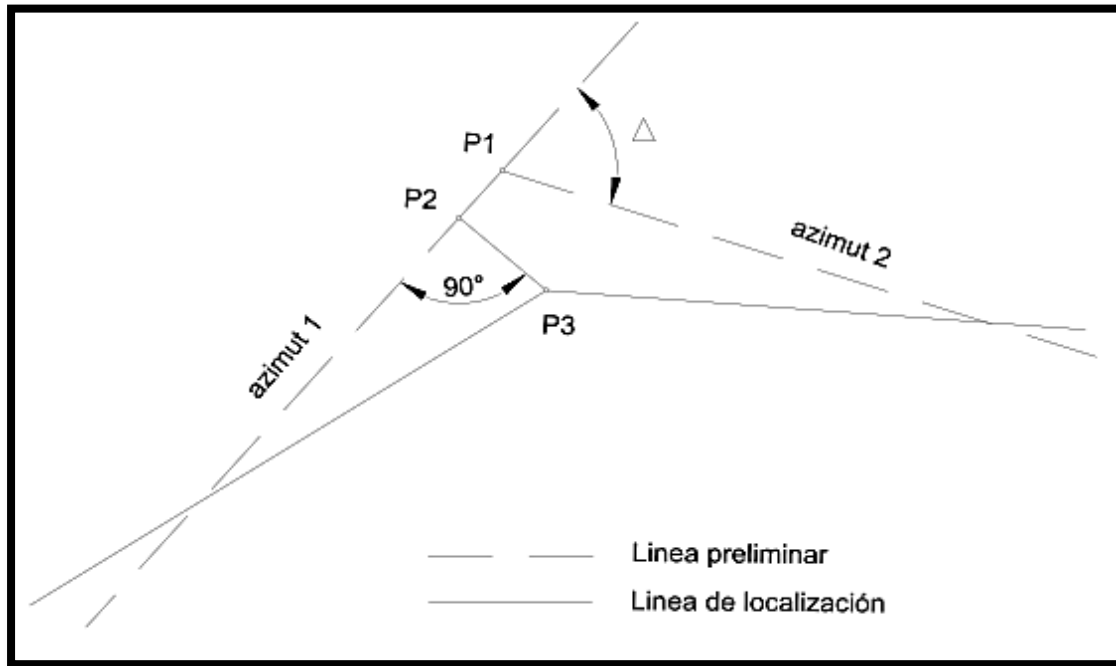 P1
△
P2
azimut 2
90°
P3
azimut 1
Linea preliminar
Linea de localización